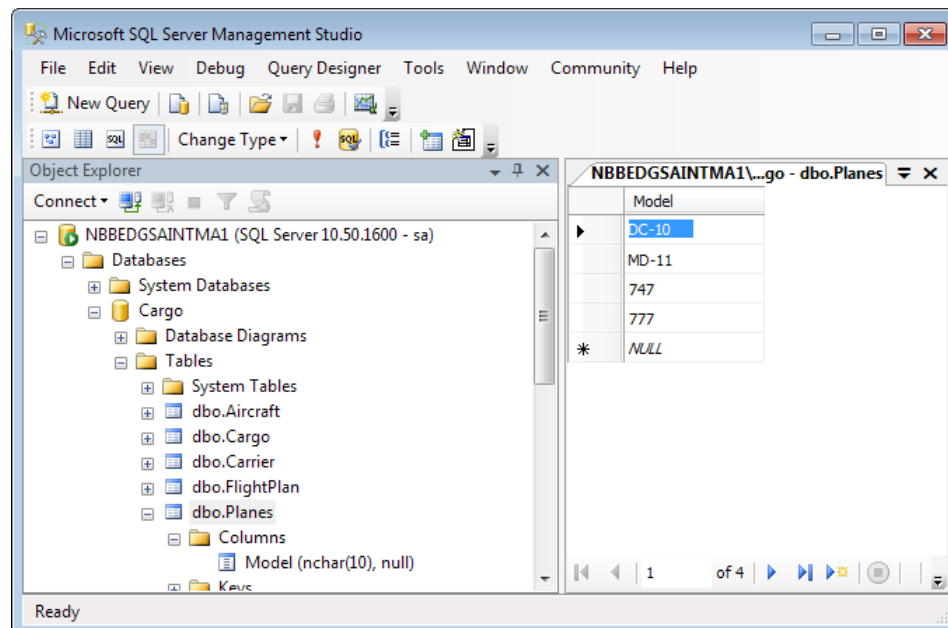 Microsoft SQL Server Management Studio
File Edit View Debug Query Designer Tools Window Community Help
New Query
SQL Change Type SQL
Object Explorer
NBBEDGSAINTMA1\...go - dbo.Planes
Connect
Model
NBBEDGSAINTMA1 (SQL Server 10.50.1600 - sa)
DC-10
Databases
MD-11
System Databases
747
Cargo
777
Database Diagrams
NULL
Tables
System Tables
dbo.Aircraft
dbo.Cargo
dbo.Carrier
dbo.FlightPlan
dbo.Planes
Columns
Model (nchar(10), null)
1 of 4
Keys
Ready